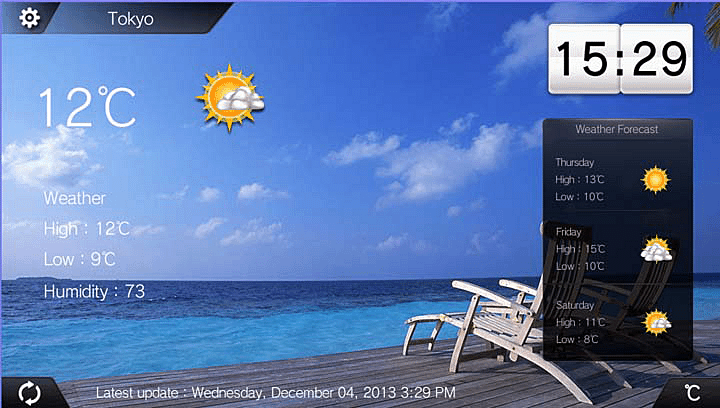 Tokyo
15:29
12℃
Weather
High : 12℃
Low : 9℃
Humidity : 73
Weather Forecast
Thursday
High : 13℃
Low : 10℃
Friday
High : 15℃
Low : 10℃
Saturday
High : 11℃
Low : 8℃
Latest update : Wednesday, December 04, 2013 3:29 PM
℃